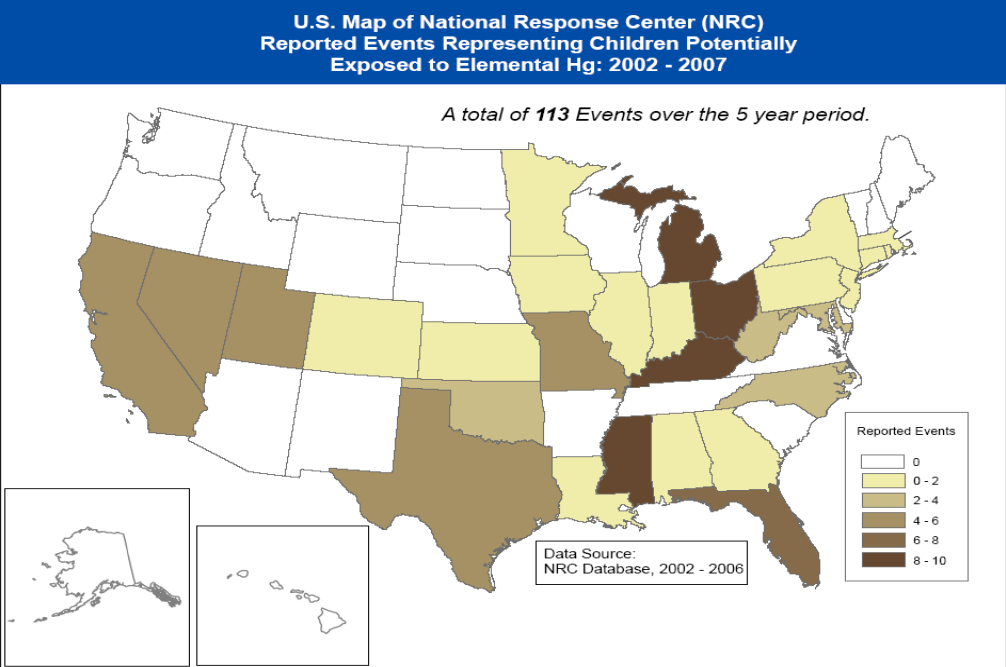 U.S. Map of National Response Center (NRC)
Reported Events Representing Children Potentially
Exposed to Elemental Hg: 2002 - 2007
A total of 113 Events over the 5 year period.
Reported Events
0
0 - 2
2 - 4
4 - 6
6 - 8
8 - 10
Data Source:
NRC Database, 2002 - 2006